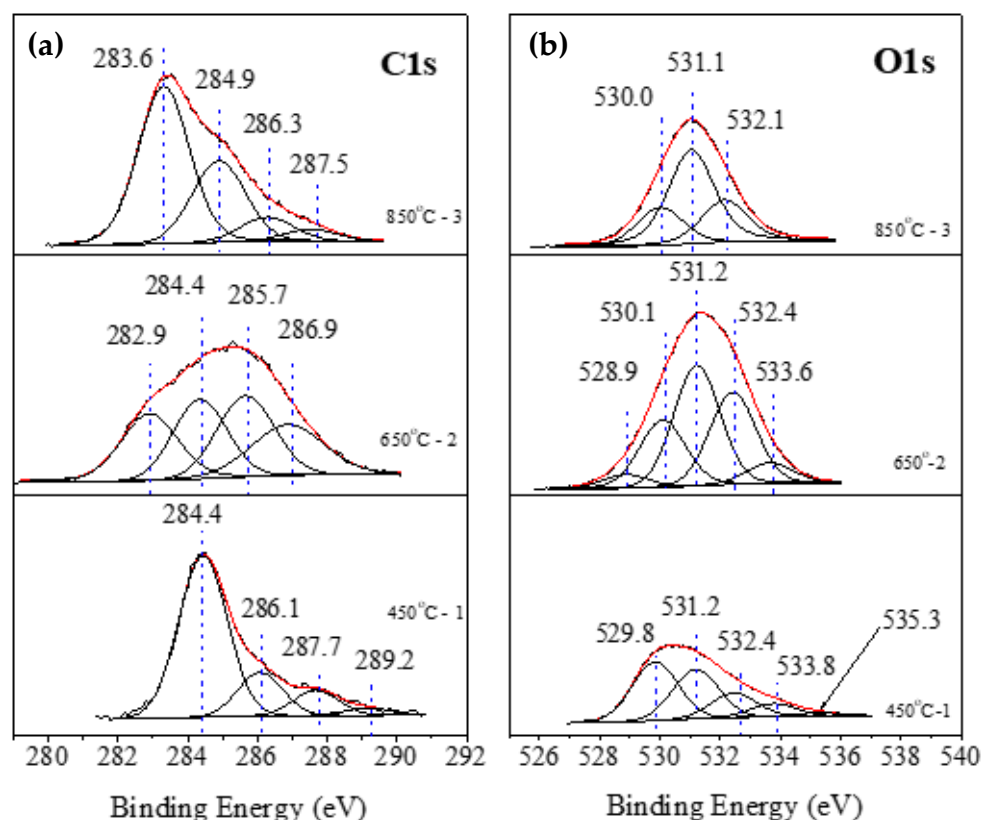 (a)
C1s
283.6
284.9
286.3
287.5
850°C - 3
284.4
285.7
282.9
286.9
650°C - 2
284.4
286.1
287.7
289.2
450°C - 1
280 282 284 286 288 290 292
Binding Energy (eV)
(b)
O1s
531.1
530.0
532.1
850°C - 3
531.2
530.1
532.4
528.9
533.6
650°-2
531.2
535.3
529.8
532.4
533.8
450°C-1
526 528 530 532 534 536 538 540
Binding Energy (eV)